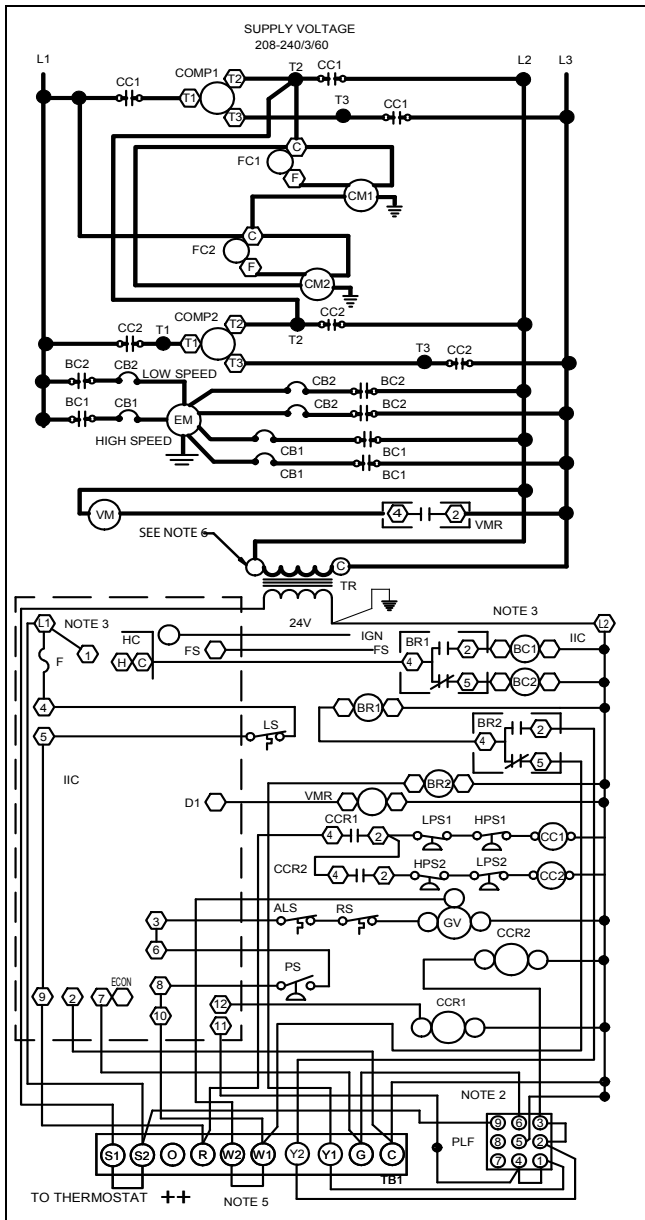 SUPPLY VOLTAGE
208-240/3/60
L1 T2 L2 L3
CC1 COMP1 T2 CC1
T1
T3 T3 CC1
C
FC1
F
CM1
C
FC2
F
CM2
CC2 T1 COMP2 T2 CC2
T1 T2
T3 T3 CC2
BC2 CB2 LOW SPEED
CB2 BC2
BC1 CB1 EM CB2 BC2
HIGH SPEED
CB1 BC1
CB1 BC1
VM 4 2 VMR
SEE NOTE 6
C
TR
24V
L1 NOTE 3 NOTE 3 L2
1 HC IGN BR1 2 BC1 IIC
F H C FS FS 4
5 BC2
4 BR1 BR2 2
5 LS 4
5
IIC BR2
D1 VMR
CCR1 LPS1 HPS1
4 2 CC1
CCR2 4 2 HPS2 LPS2 CC2
3 ALS RS GV
CCR2
6
ECON PS
9 2 7 8 12 CCR1
10 11
NOTE 2
9 6 3
PLF 8 5 2
7 4 1
S1 S2 O R W2 W1 Y2 Y1 G C
TB1
TO THERMOSTAT ++ NOTE 5